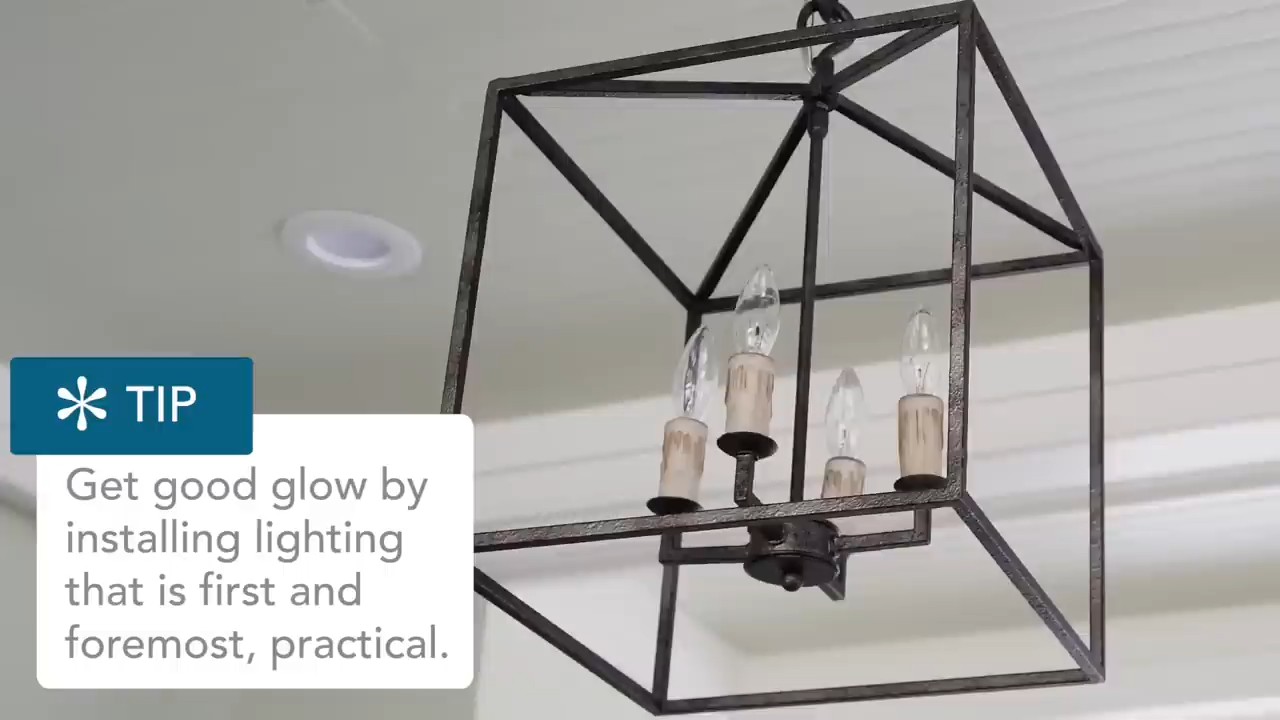 TIP
Get good glow by
installing lighting
that is first and
foremost, practical.